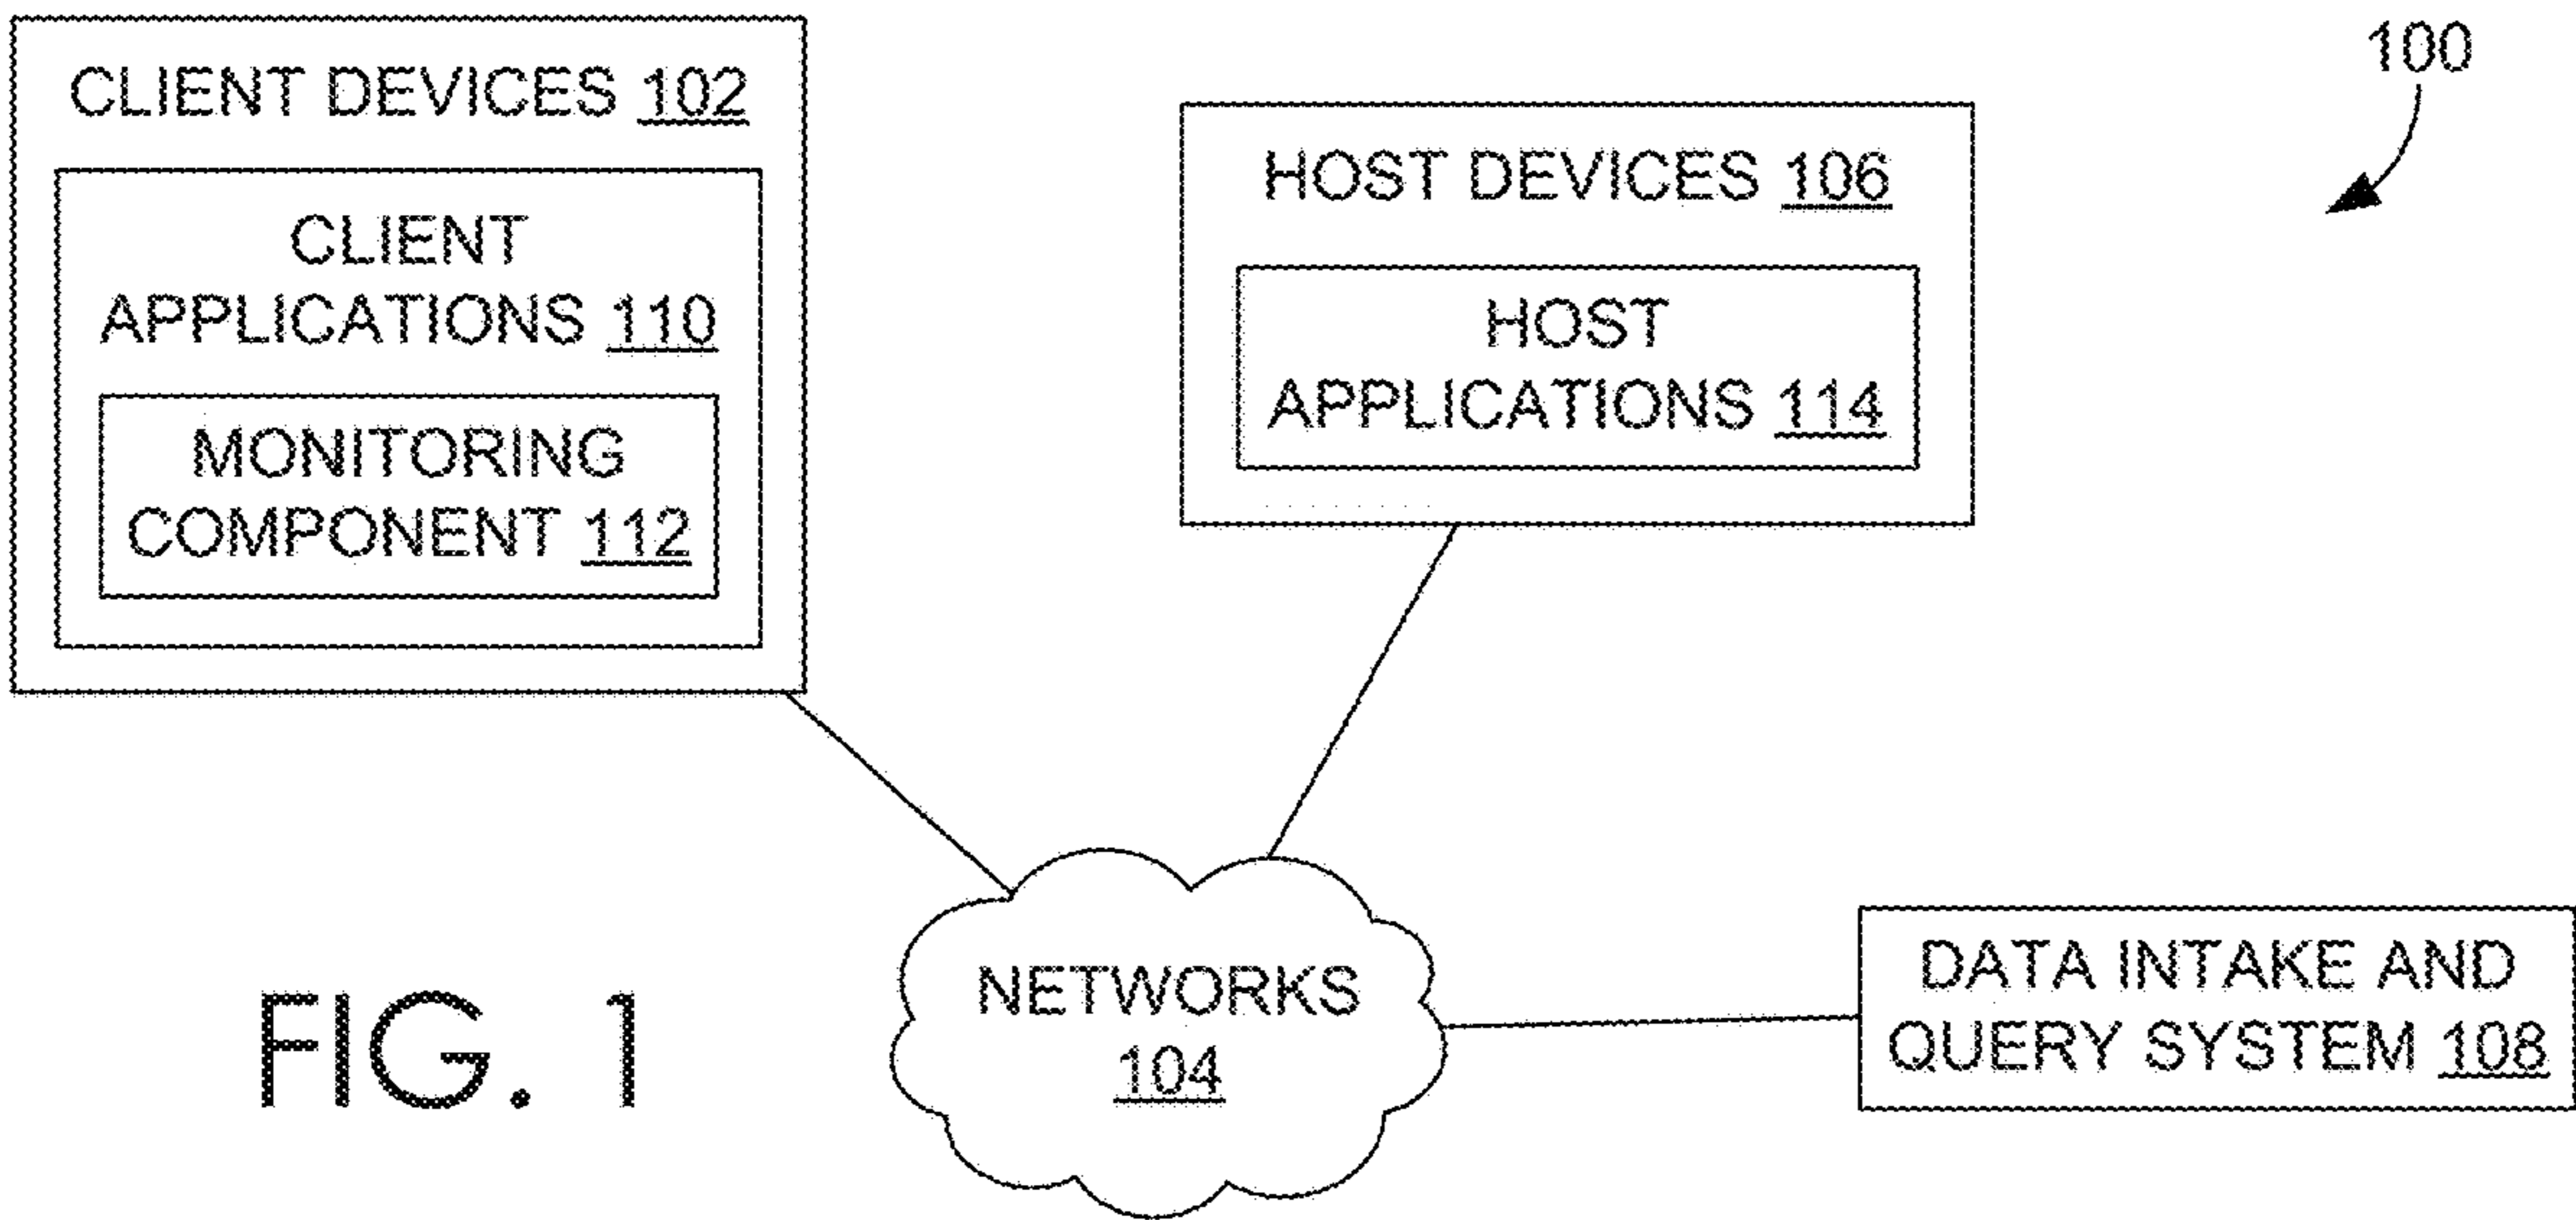 100
CLIENT DEVICES 102
CLIENT
APPLICATIONS 110
MONITORING
COMPONENT 112
HOST DEVICES 106
HOST
APPLICATIONS 114
NETWORKS
104
DATA INTAKE AND
QUERY SYSTEM 108
FIG. 1